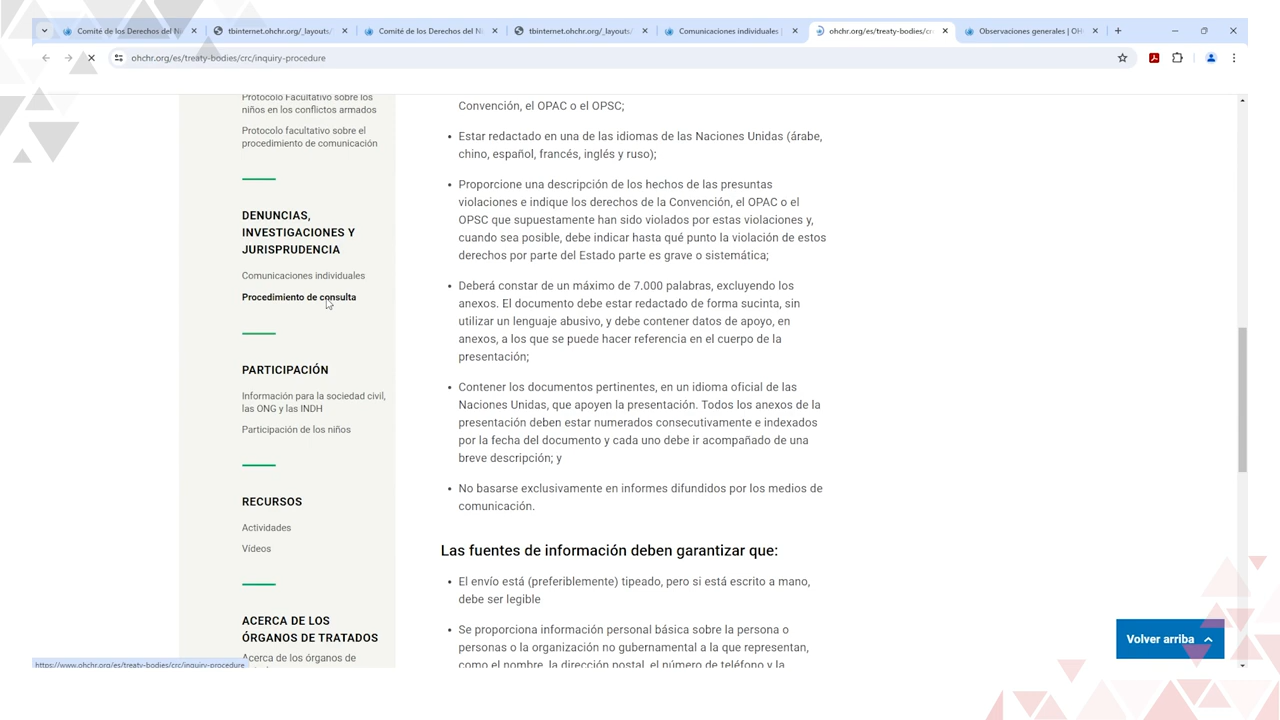 Comité de los Derechos del Ni
tbinternet.ohchr.org/_layouts/
Comité de los Derechos del Ni
tbinternet.ohchr.org/_layouts/
Comunicaciones individuales |
ohchr.org/es/treaty-bodies/cr
Observaciones generales | OH
ohchr.org/es/treaty-bodies/crc/inquiry-procedure
Protocolo Facultativo sobre los
niños en los conflictos armados
Protocolo facultativo sobre el
procedimiento de comunicación
DENUNCIAS,
INVESTIGACIONES Y
JURISPRUDENCIA
Comunicaciones individuales
Procedimiento de consulta
PARTICIPACIÓN
Información para la sociedad civil,
las ONG y las INDH
Participación de los niños
RECURSOS
Actividades
Vídeos
ACERCA DE LOS
ÓRGANOS DE TRATADOS
Acerca de los órganos de
https://www.ohchr.org/es/treaty-bodies/crc/inquiry-procedure
Convención, el OPAC o el OPSC;
• Estar redactado en una de las idiomas de las Naciones Unidas (árabe,
chino, español, francés, inglés y ruso);
• Proporcione una descripción de los hechos de las presuntas
violaciones e indique los derechos de la Convención, el OPAC o el
OPSC que supuestamente han sido violados por estas violaciones y,
cuando sea posible, debe indicar hasta qué punto la violación de estos
derechos por parte del Estado parte es grave o sistemática;
• Deberá constar de un máximo de 7.000 palabras, excluyendo los
anexos. El documento debe estar redactado de forma sucinta, sin
utilizar un lenguaje abusivo, y debe contener datos de apoyo, en
anexos, a los que se puede hacer referencia en el cuerpo de la
presentación;
• Contener los documentos pertinentes, en un idioma oficial de las
Naciones Unidas, que apoyen la presentación. Todos los anexos de la
presentación deben estar numerados consecutivamente e indexados
por la fecha del documento y cada uno debe ir acompañado de una
breve descripción; y
• No basarse exclusivamente en informes difundidos por los medios de
comunicación.
Las fuentes de información deben garantizar que:
• El envío está (preferiblemente) tipeado, pero si está escrito a mano,
debe ser legible
• Se proporciona información personal básica sobre la persona o
personas o la organización no gubernamental a la que representan,
como el nombre, la dirección postal, el número de teléfono y la
Volver arriba